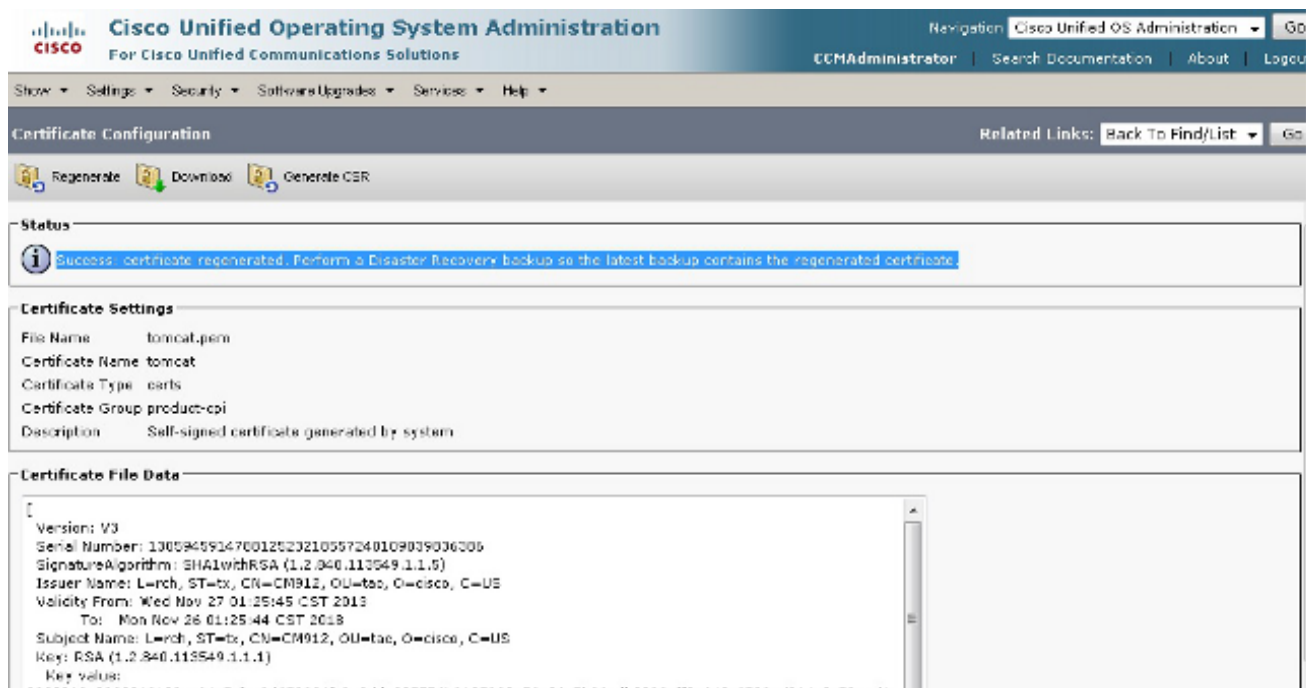 CISCO
Cisco Unified Operating System Administration
For Cisco Unified Communications Solutions
Navigation Cisco Unified OS Administration GO
CCMAdministrator | Search Documentation | About | Logou
Show Settings Security Software Upgrades Services Help
Certificate Configuration
Related Links: Back To Find/List Go
Regenerate Download Generate CSR
Status
Success: certificate regenerated. Perform a Disaster Recovery backup so the latest backup contains the regenerated certificate.
Certificate Settings
File Name tomcat.pem
Certificate Name tomcat
Certificate Type certs
Certificate Group product-cpi
Description Self-signed certificate generated by system
Certificate File Data
[
Version: V3
Serial Number:
SignatureAlgorithm: SHA1withRSA (1.2.840.113549.1.1.5)
Issuer Name: L=rch, ST=tx, CN=CM912, OU=tac, O=cisco, C=US
Validity From: Wed Nov 27 01:25:45 CST 2013
To: Mon Nov 26 01:25:44 CST 2018
Subject Name: L=rch, ST=tx, CN=CM912, OU=tac, O=cisco, C=US
Key: RSA (1.2.840.113549.1.1.1)
Key value: